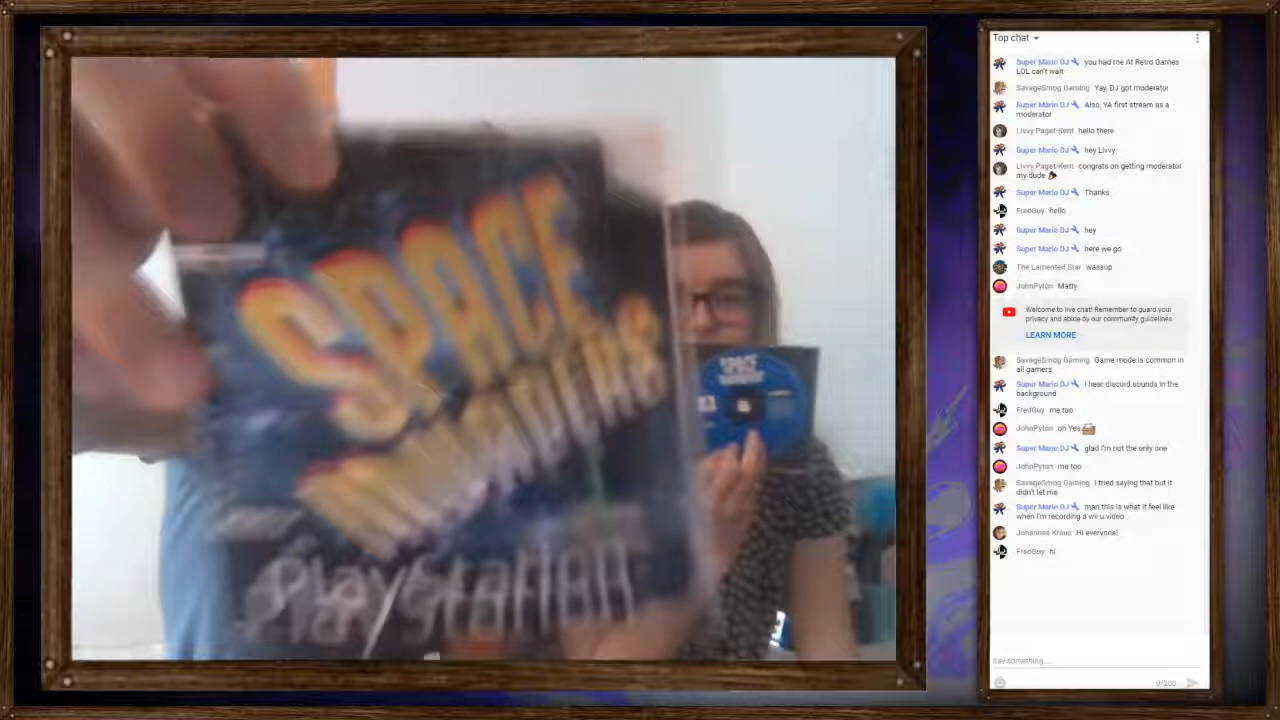 SPACE
INVADERS
PlayStation
Top chat
Super Mario DJ you had me At Retro Games
LOL can't wait
SavageSmog Gaming Yay, DJ got moderator
Super Mario DJ Also, YA first stream as a
moderator
Livvy Paget-Kent hello there
Super Mario DJ hey Livvy
Livvy Paget-Kent congrats on getting moderator
my dude
Super Mario DJ Thanks
FredGuy hello
Super Mario DJ hey
Super Mario DJ here we go
The Lamented Star wassup
JohnPyton Matty
Welcome to live chat! Remember to guard your
privacy and abide by our community guidelines.
LEARN MORE
SavageSmog Gaming Game mode is common in
all gamers
Super Mario DJ I hear discord sounds in the
background
FredGuy me too
JohnPyton oh Yes
Super Mario DJ glad I'm not the only one
JohnPyton me too
SavageSmog Gaming I tried saying that but it
didn't let me
Super Mario DJ man this is what it feel like
when I'm recording a wii u video
Johannes Kraus Hi everyone!
FredGuy hi
Say something...
0/200